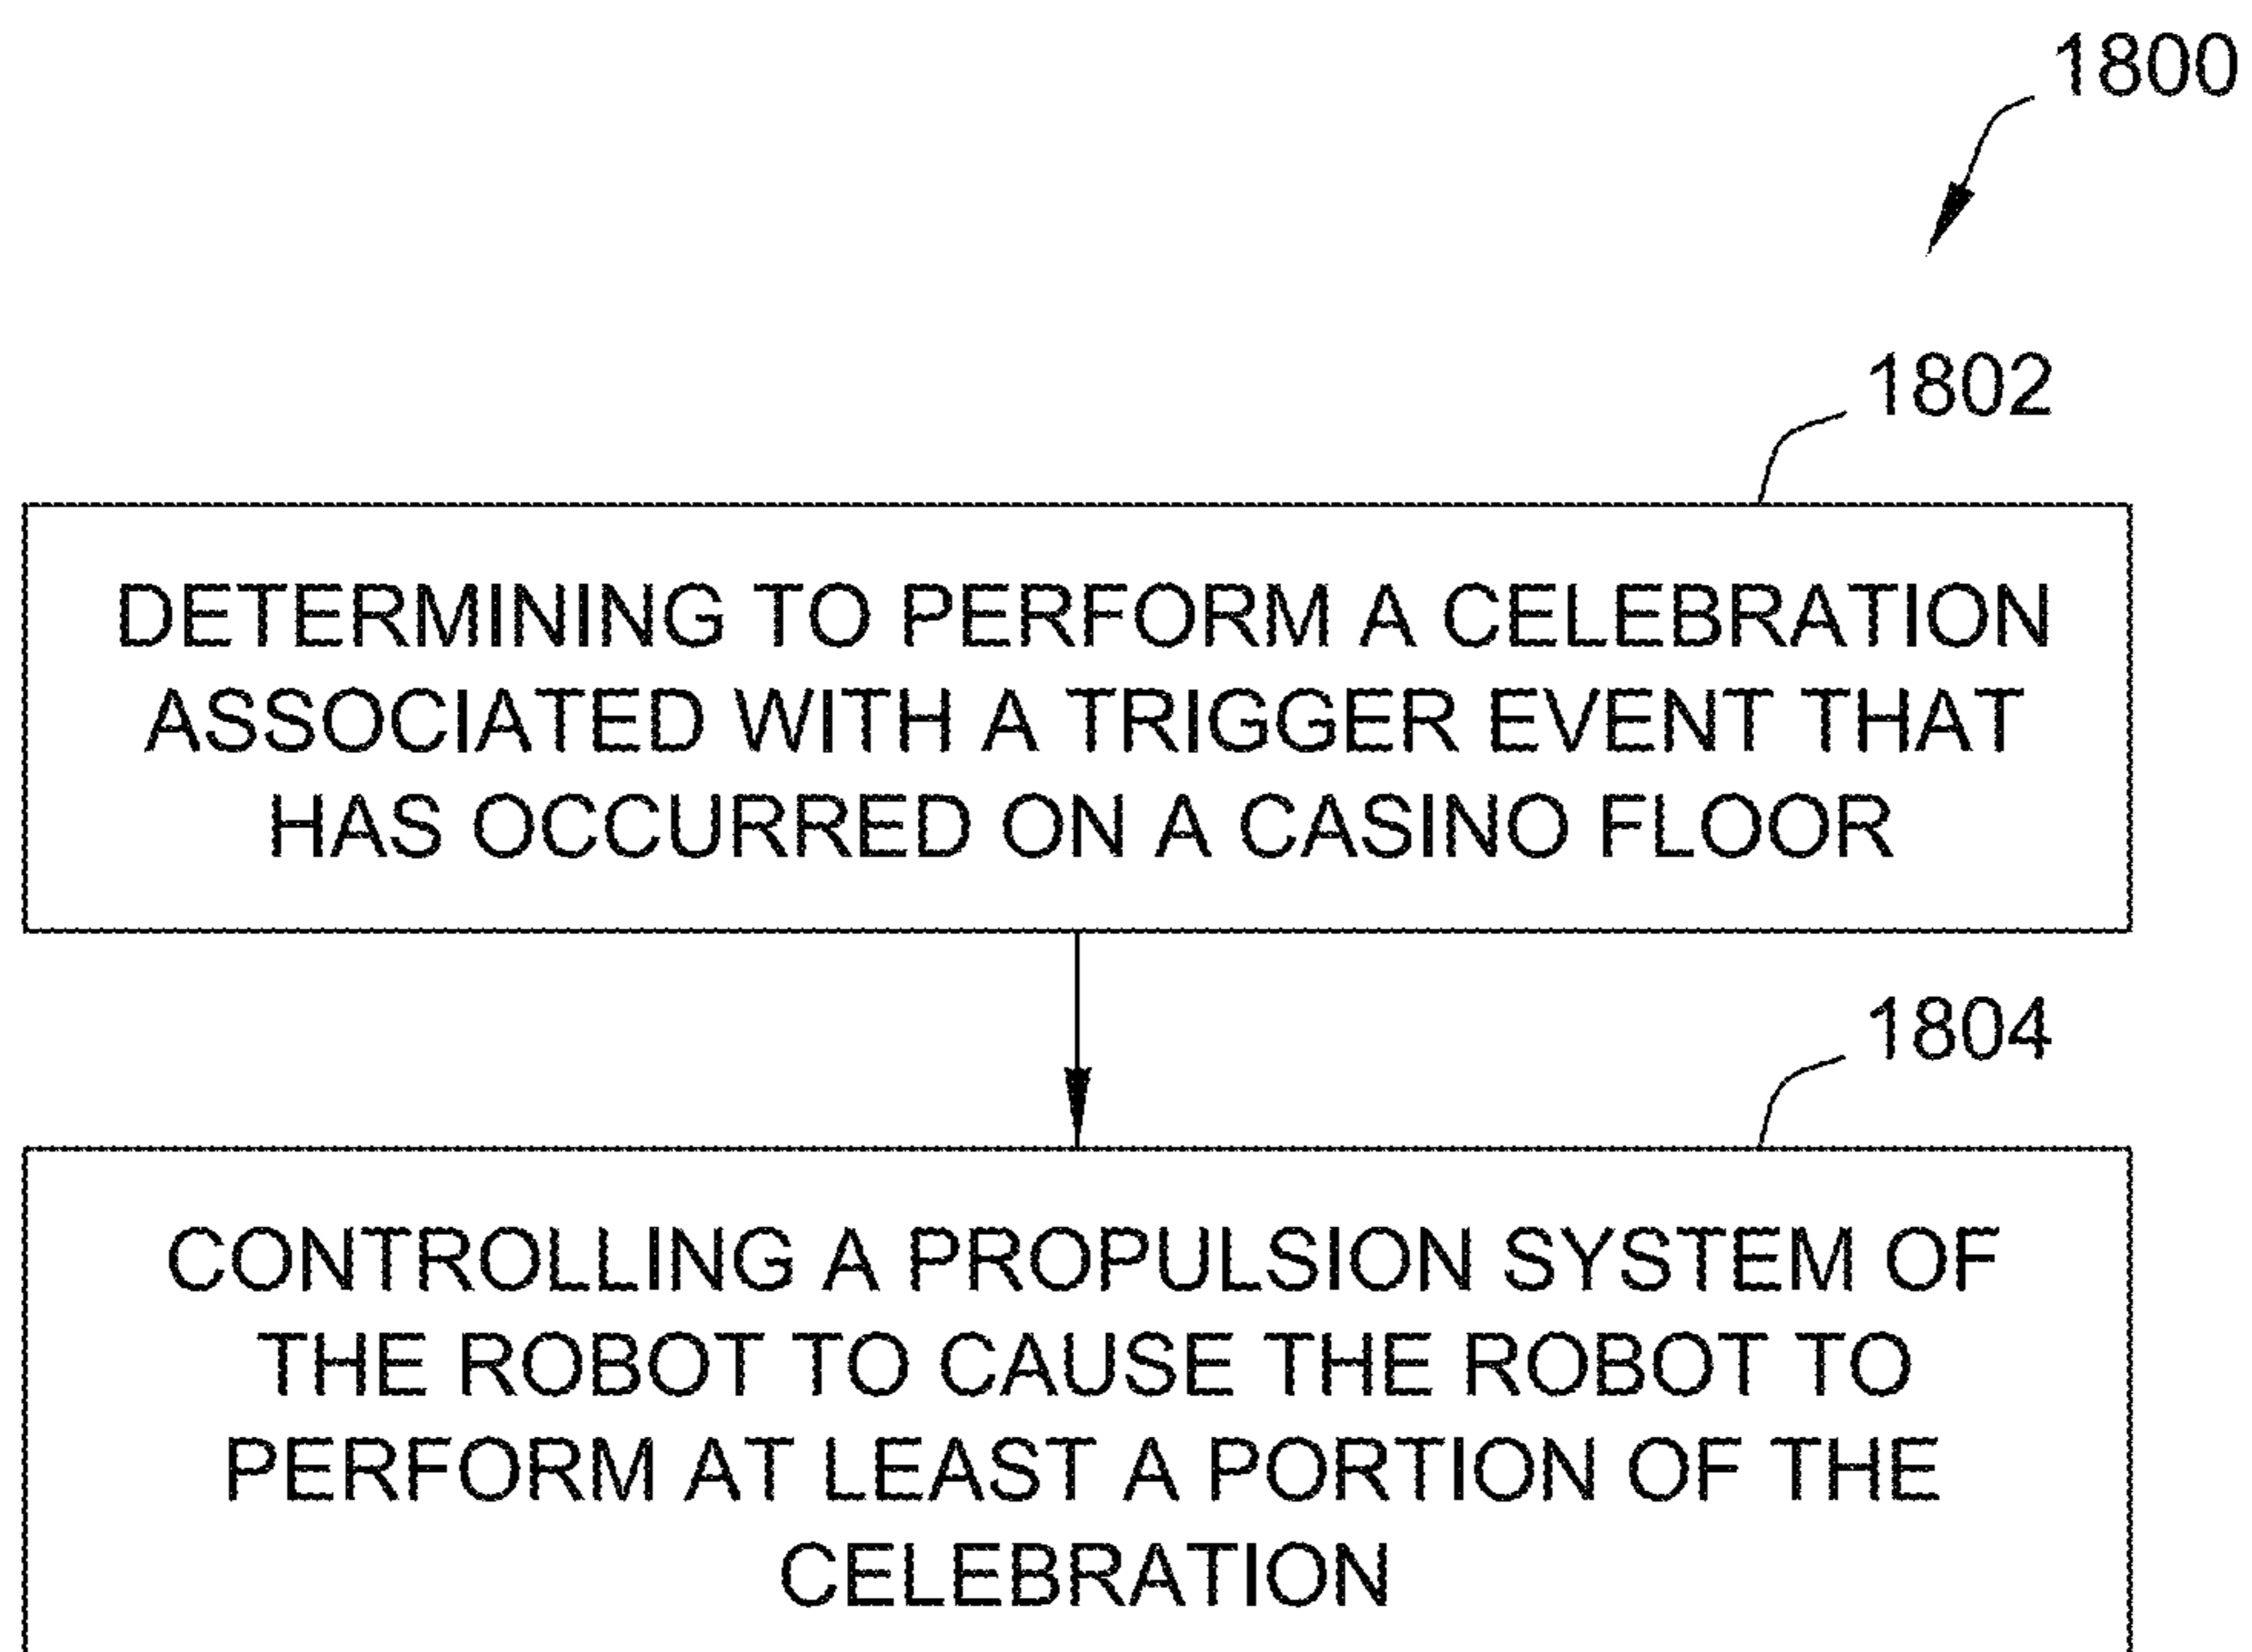 1800
1802
DETERMINING TO PERFORM A CELEBRATION
ASSOCIATED WITH A TRIGGER EVENT THAT
HAS OCCURRED ON A CASINO FLOOR
1804
CONTROLLING A PROPULSION SYSTEM OF
THE ROBOT TO CAUSE THE ROBOT TO
PERFORM AT LEAST A PORTION OF THE
CELEBRATION